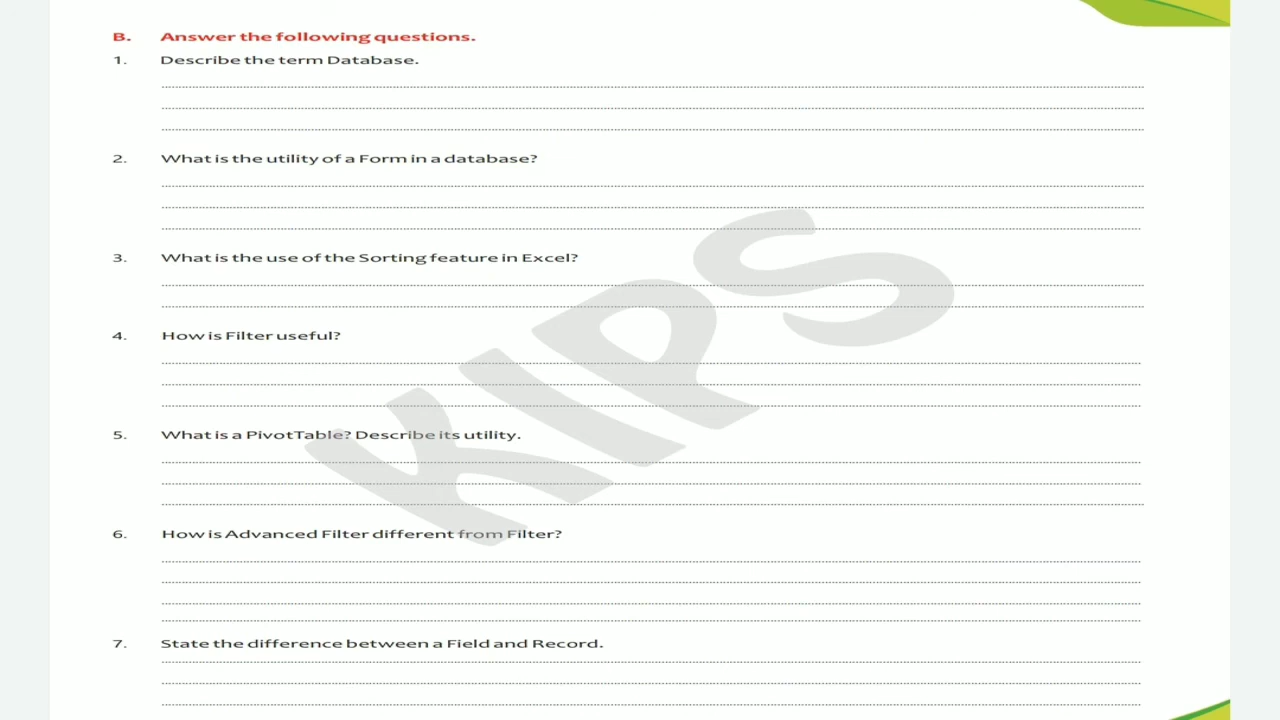 B. Answer the following questions.
1. Describe the term Database.
2. What is the utility of a Form in a database?
3. What is the use of the Sorting feature in Excel?
4. How is Filter useful?
5. What is a PivotTable? Describe its utility.
6. How is Advanced Filter different from Filter?
7. State the difference between a Field and Record.
KIPS